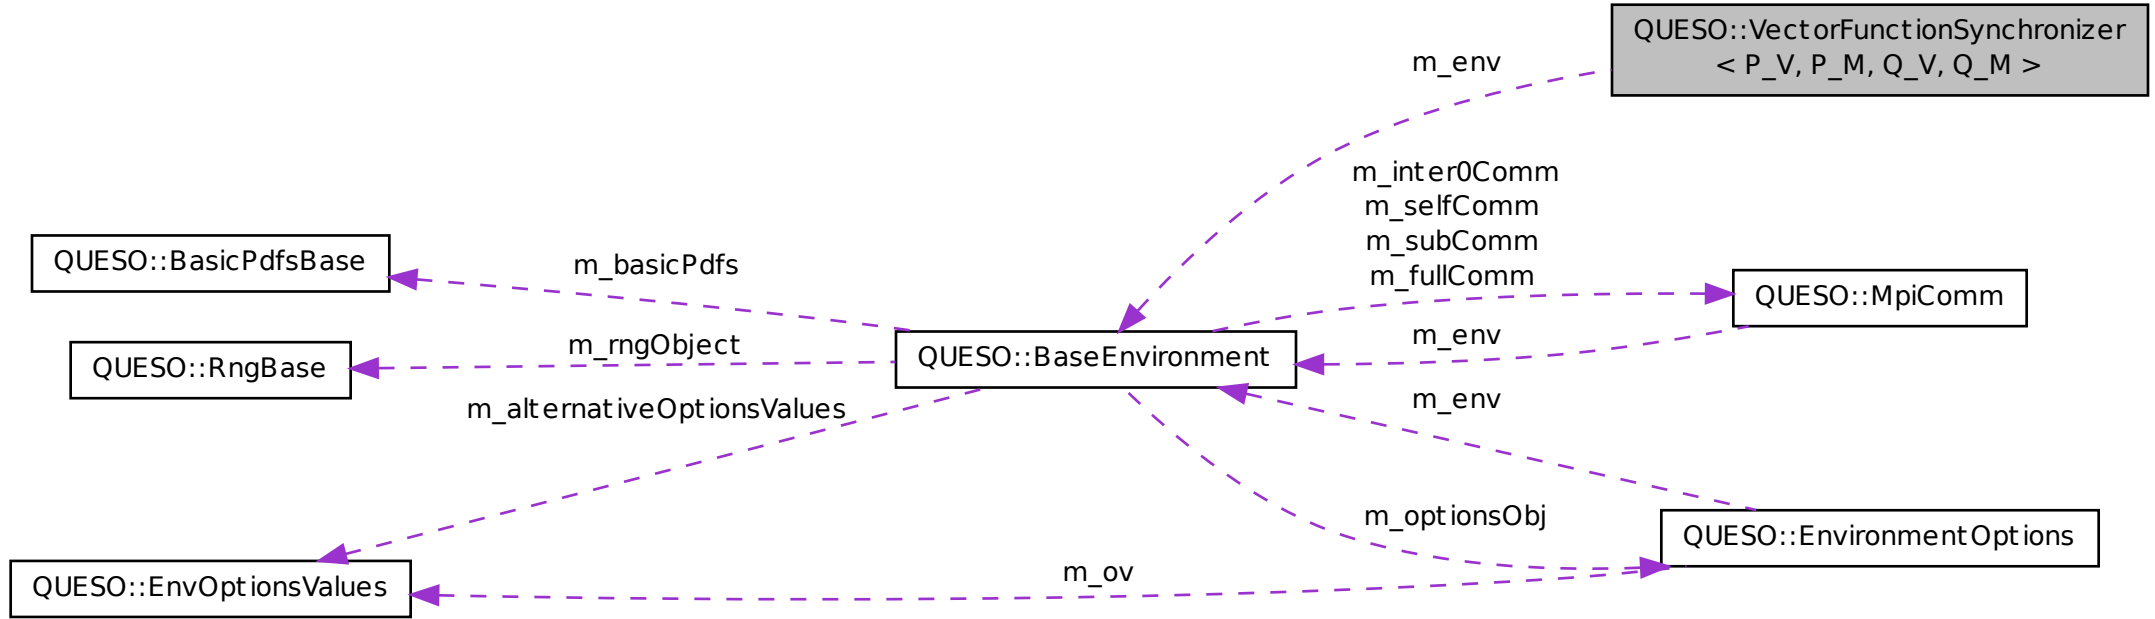 QUESO::VectorFunctionSynchronizer
< P_V, P_M, Q_V, Q_M >
m_env
m_inter0Comm
m_selfComm
m_subComm
m_fullComm
QUESO::BasicPdfsBase
m_basicPdfs
QUESO::MpiComm
m_env
m_rngObject
QUESO::RngBase
QUESO::BaseEnvironment
m_alternativeOptionsValues
m_env
m_optionsObj
QUESO::EnvironmentOptions
m_ov
QUESO::EnvOptionsValues